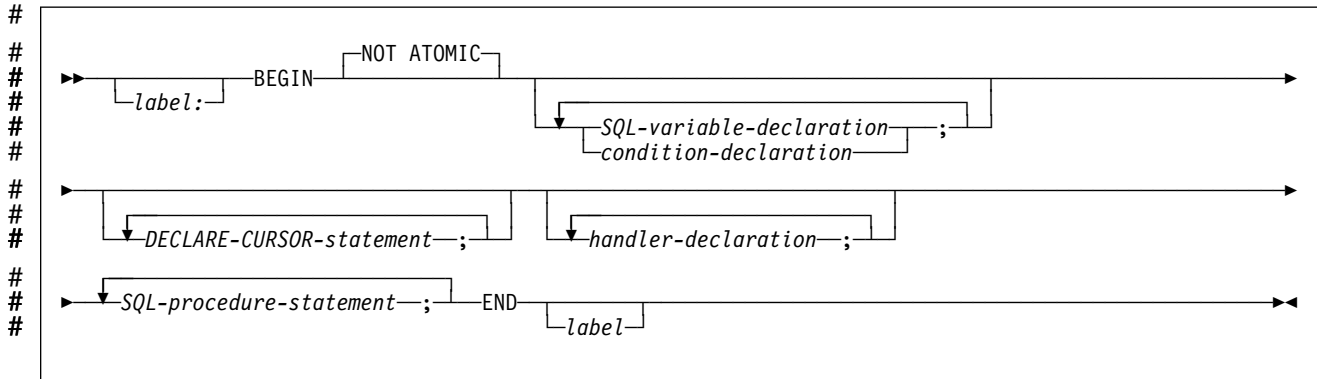 #
# NOT ATOMIC
# ►► BEGIN ►
# label:
# SQL-variable-declaration ;
# condition-declaration
# ► ►
#
# DECLARE-CURSOR-statement ; handler-declaration ;
#
# ► SQL-procedure-statement ; END ►◄
# label